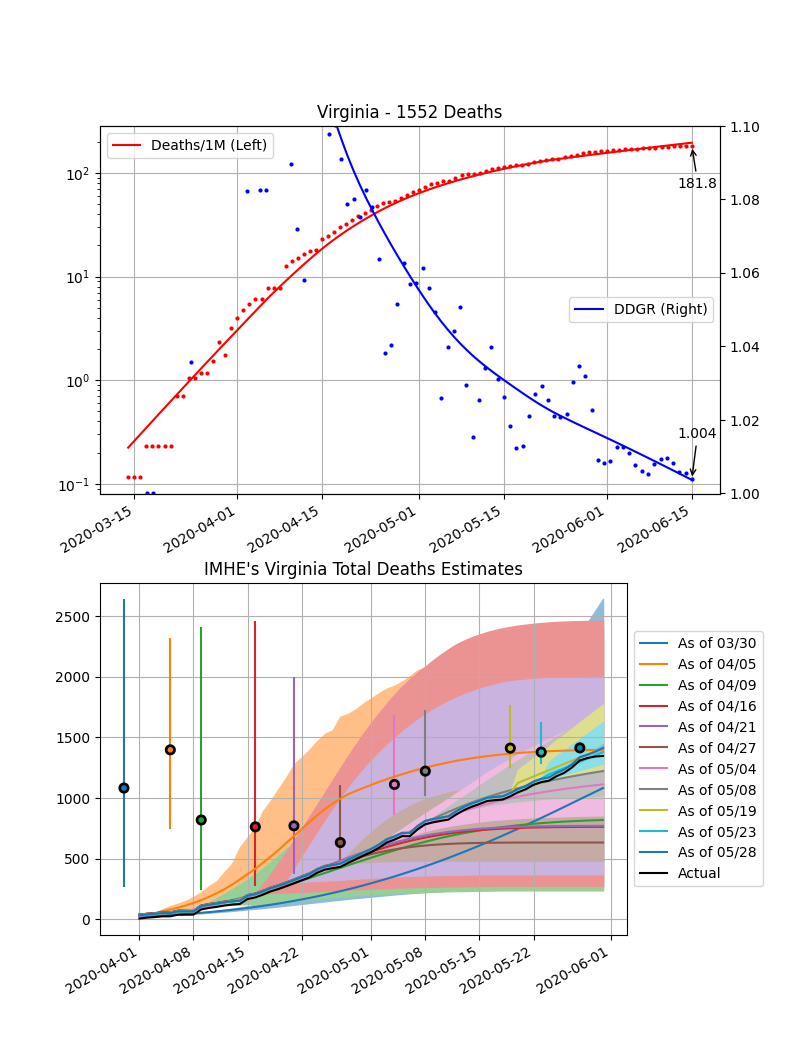 Virginia - 1552 Deaths
Deaths/1M (Left)
DDGR (Right)
181.8
1.004
10²
10¹
10⁰
10⁻¹
1.10
1.08
1.06
1.04
1.02
1.00
2020-03-15
2020-04-01
2020-04-15
2020-05-01
2020-05-15
2020-06-01
2020-06-15
IMHE's Virginia Total Deaths Estimates
2500
2000
1500
1000
500
0
2020-04-01
2020-04-08
2020-04-15
2020-04-22
2020-05-01
2020-05-08
2020-05-15
2020-05-22
2020-06-01
As of 03/30
As of 04/05
As of 04/09
As of 04/16
As of 04/21
As of 04/27
As of 05/04
As of 05/08
As of 05/19
As of 05/23
As of 05/28
Actual